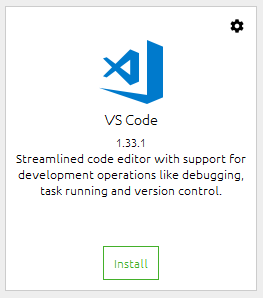 VS Code
1.33.1
Streamlined code editor with support for
development operations like debugging,
task running and version control.
Install